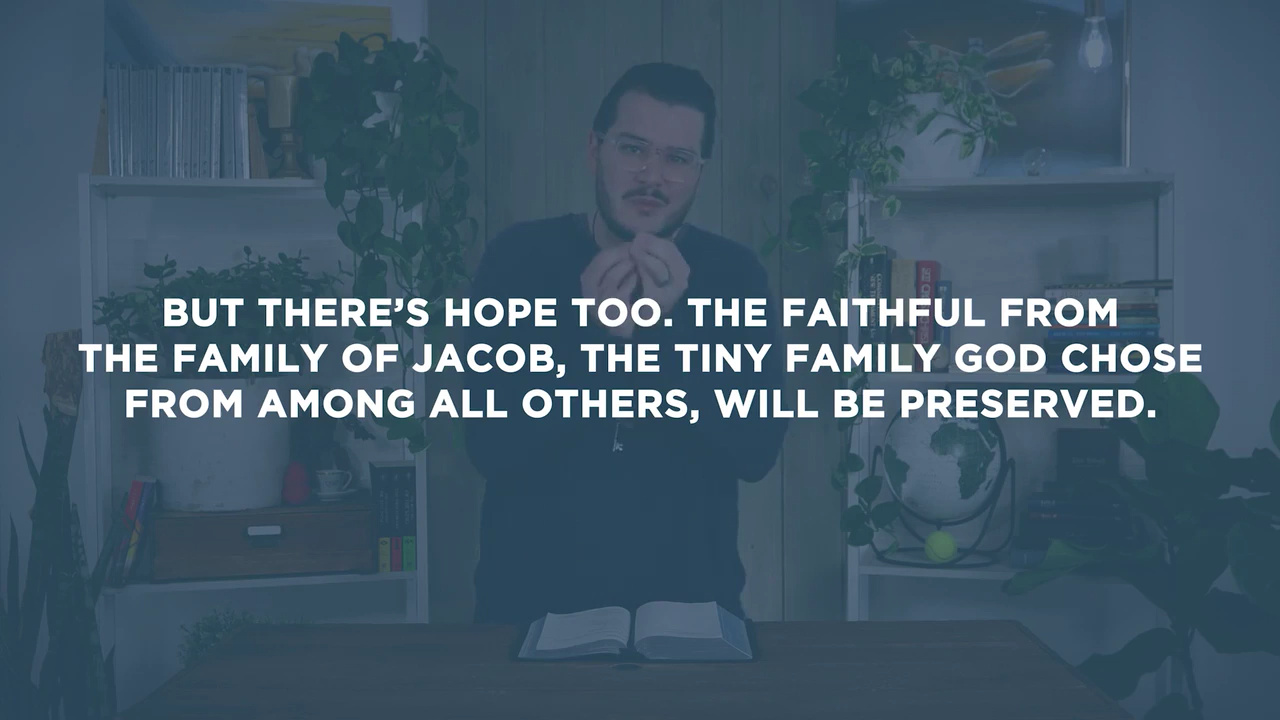 BUT THERE’S HOPE TOO. THE FAITHFUL FROM
THE FAMILY OF JACOB, THE TINY FAMILY GOD CHOSE
FROM AMONG ALL OTHERS, WILL BE PRESERVED.